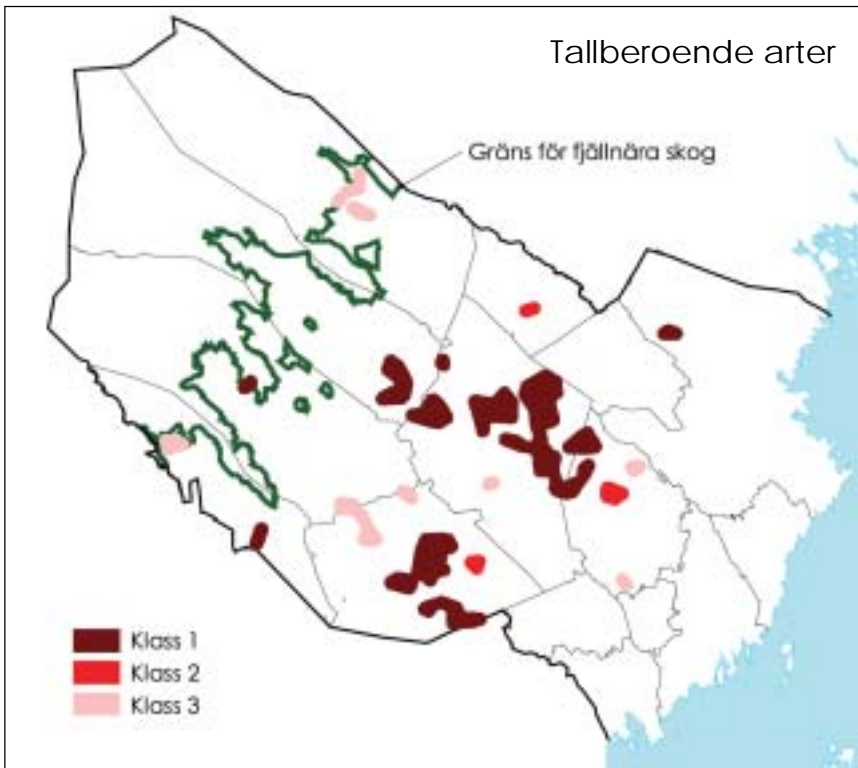 Tallberoende arter
Gräns för fjällnära skog
Klass 1
Klass 2
Klass 3